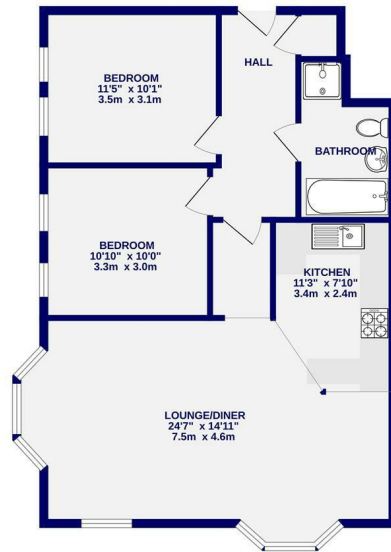 HALL
BEDROOM
11'5" x 10'1"
3.5m x 3.1m
BATHROOM
BEDROOM
10'10" x 10'0"
3.3m x 3.0m
KITCHEN
11'3" x 7'10"
3.4m x 2.4m
LOUNGE/DINER
24'7" x 14'11"
7.5m x 4.6m